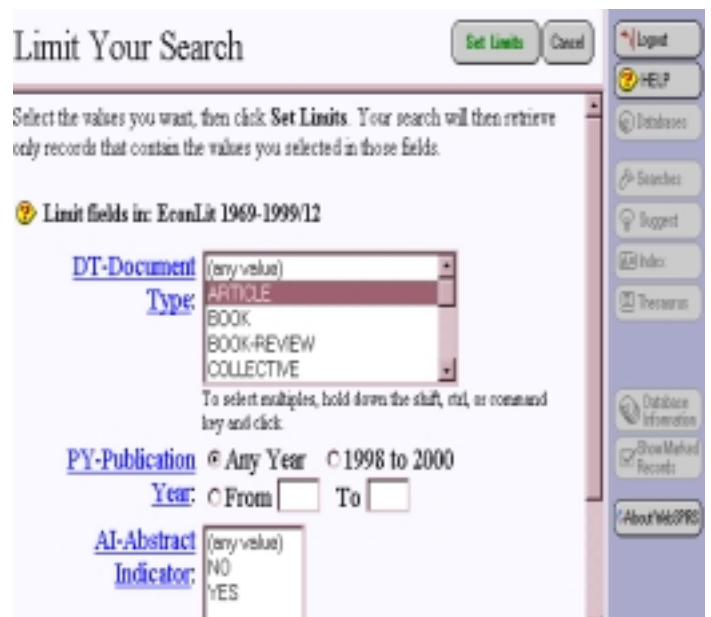 Limit Your Search
Set Limits
Cancel
Select the values you want, then click Set Limits. Your search will then retrieve
only records that contain the values you selected in those fields.
Limit fields in: EconLit 1969-1999/12
DT-Document
Type:
(any value)
ARTICLE
BOOK
BOOK-REVIEW
COLLECTIVE
To select multiples, hold down the shift, ctrl, or command
key and click.
PY-Publication
Year:
Any Year 1998 to 2000
From To
AI-Abstract
Indicator:
(any value)
NO
YES
Logout
HELP
Databases
Searches
Suggest
Index
Thesaurus
Database
Information
Show Marked
Records
About WebSPIRS